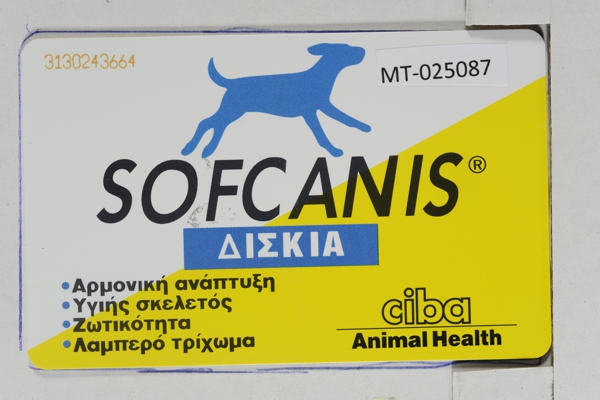 3130243664
MT-025087
SOFCANIS®
ΔΙΣΚΙΑ
•Αρμονική ανάπτυξη
•Υγιής σκελετός
•Ζωτικότητα
•Λαμπερό τρίχωμα
ciba
Animal Health